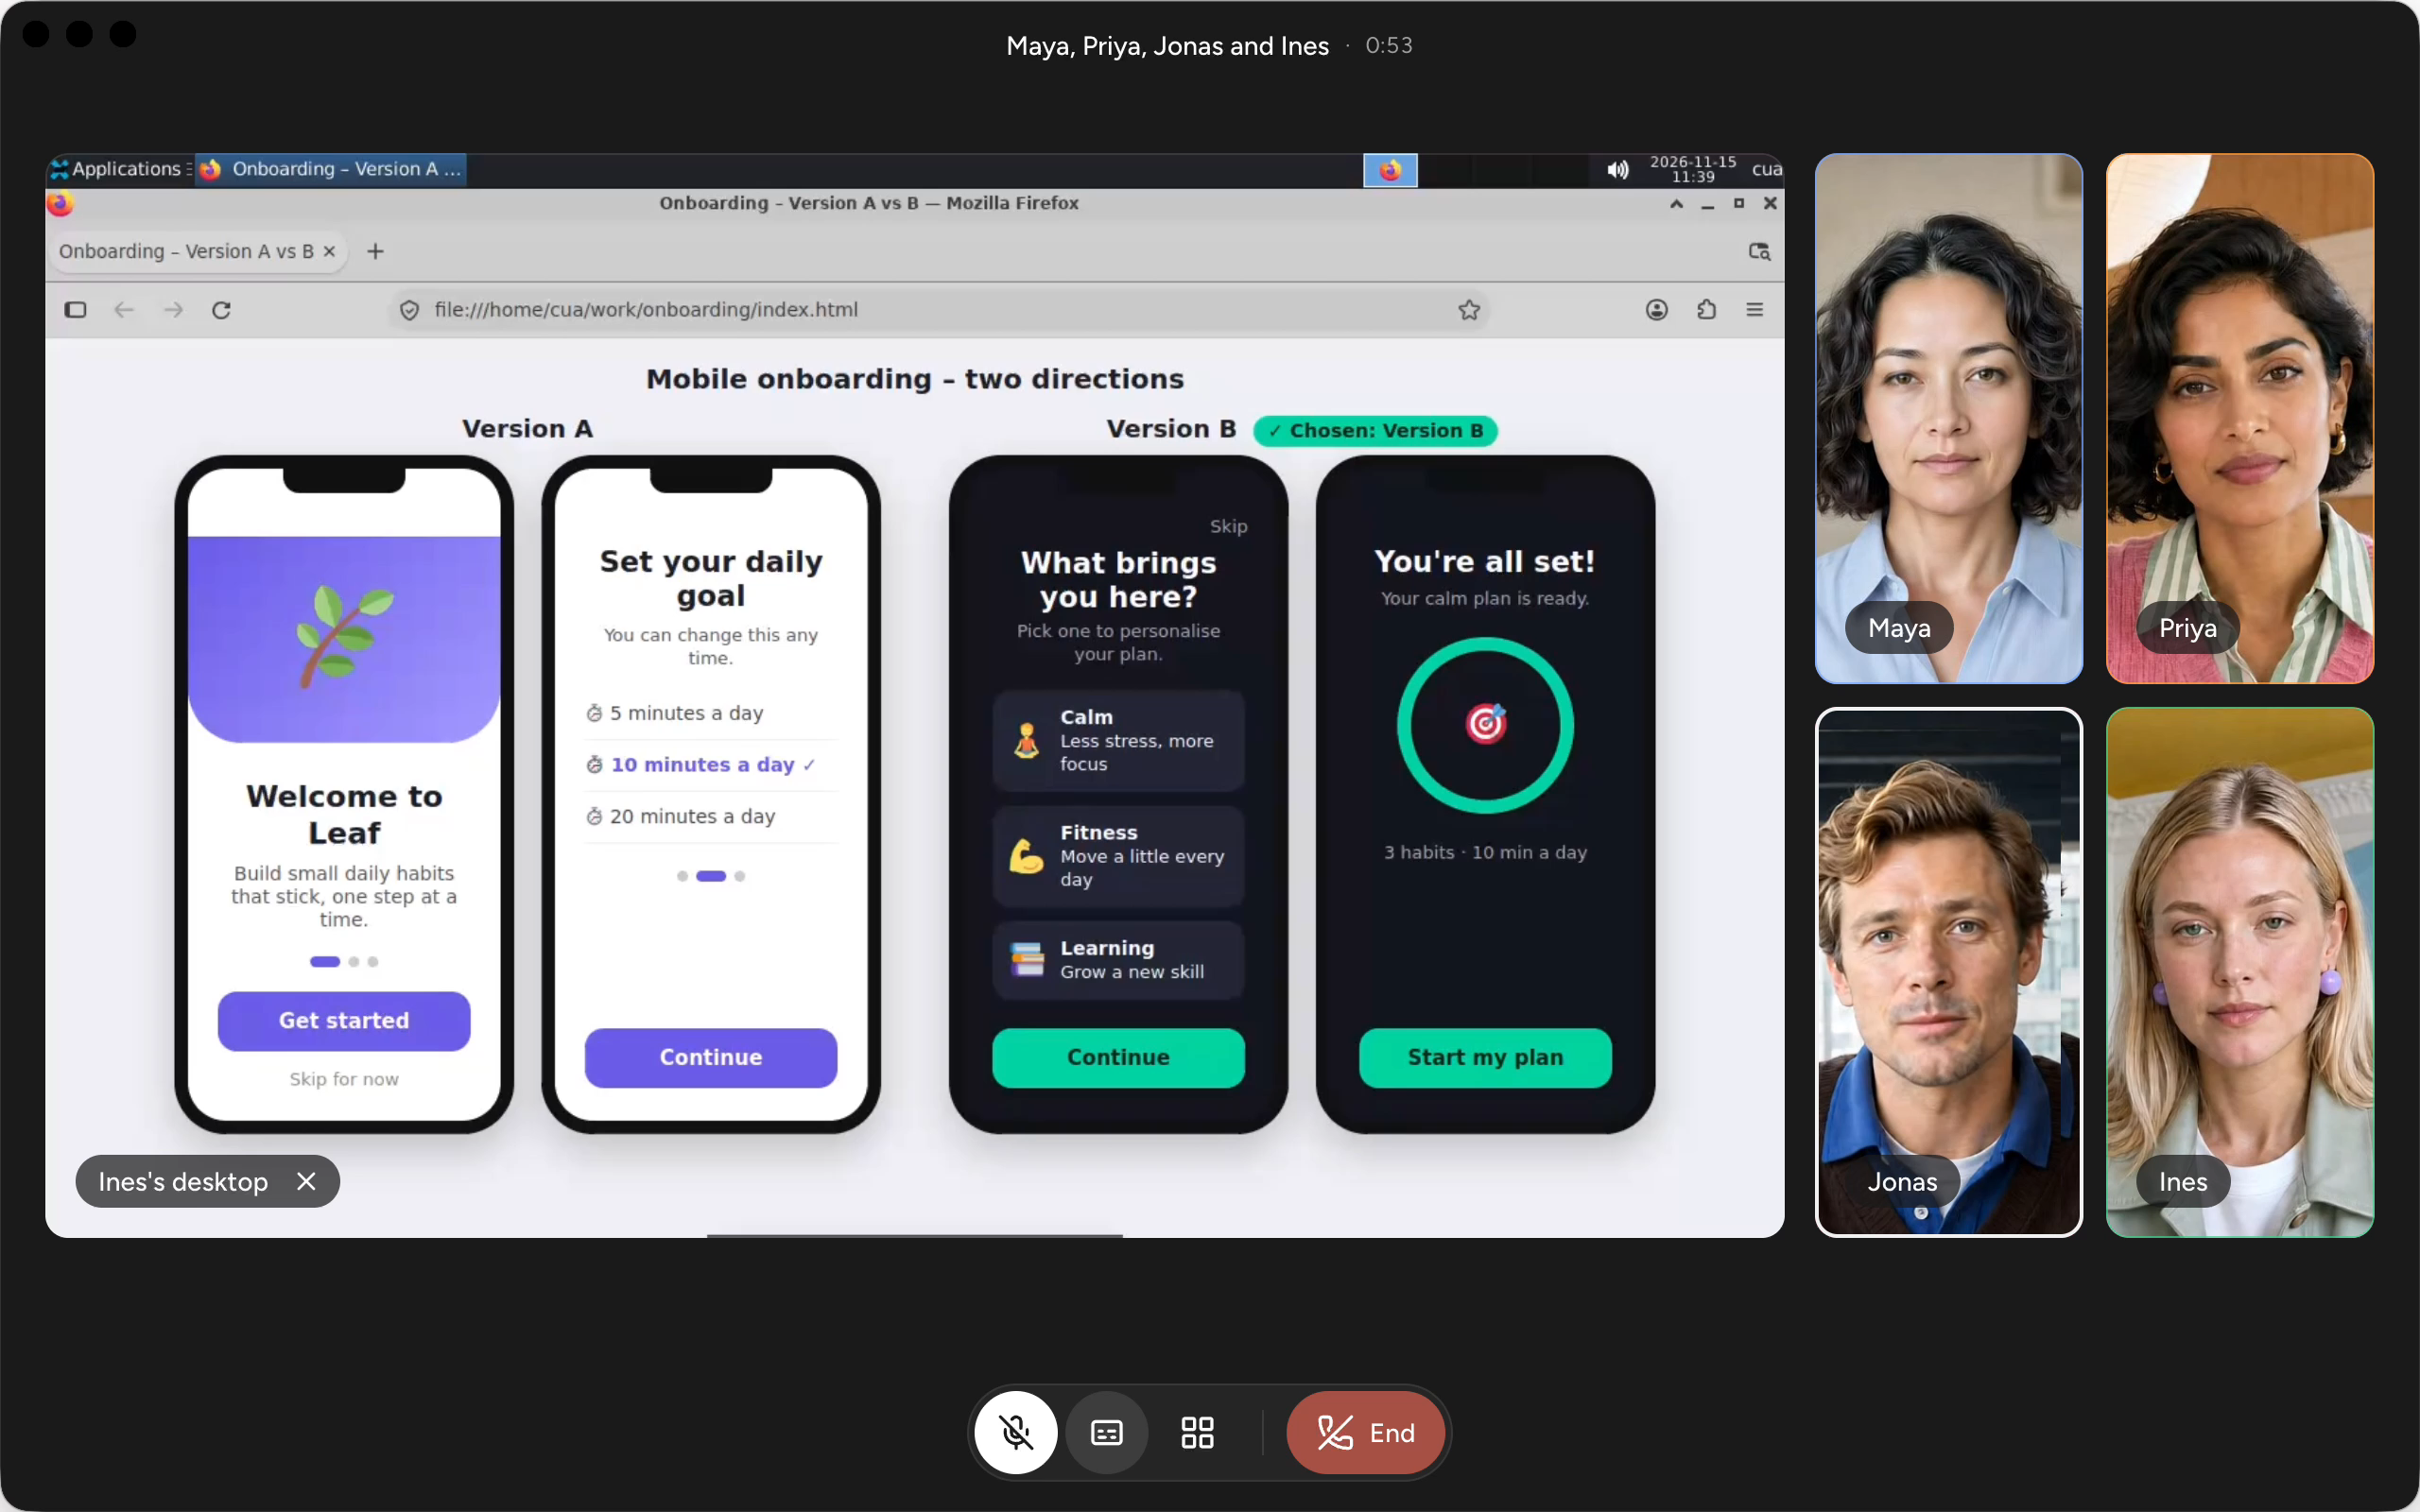 Maya, Priya, Jonas and Ines · 0:53
Applications
Onboarding – Version A ...
2026-11-15
11:39
cua
Onboarding – Version A vs B — Mozilla Firefox
Onboarding – Version A vs B
file:///home/cua/work/onboarding/index.html
Mobile onboarding – two directions
Version A
Welcome to
Leaf
Build small daily habits
that stick, one step at a
time.
Get started
Skip for now
Set your daily
goal
You can change this any
time.
5 minutes a day
10 minutes a day ✓
20 minutes a day
Continue
Version B
✓ Chosen: Version B
Skip
What brings
you here?
Pick one to personalise
your plan.
Calm
Less stress, more
focus
Fitness
Move a little every
day
Learning
Grow a new skill
Continue
You're all set!
Your calm plan is ready.
3 habits · 10 min a day
Start my plan
Ines's desktop
Maya
Priya
Jonas
Ines
End